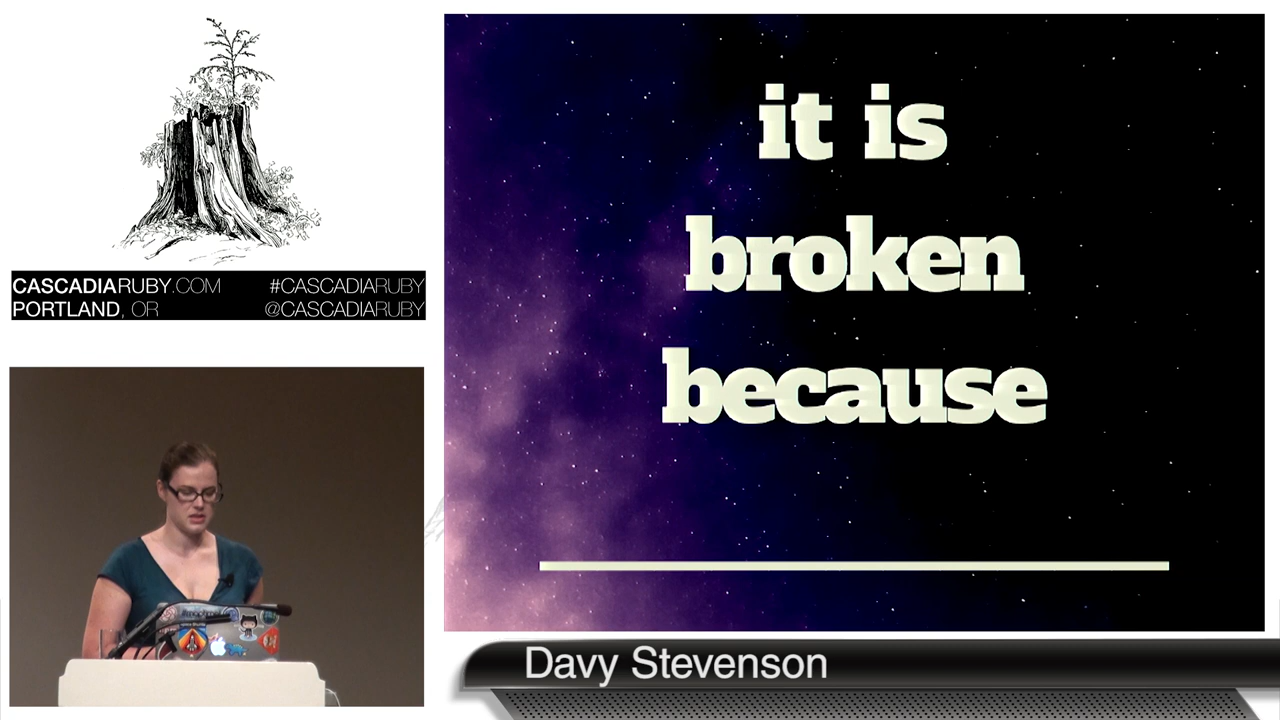 CASCADIARUBY.COM #CASCADIARUBY
PORTLAND, OR @CASCADIARUBY
it is
broken
because
Davy Stevenson